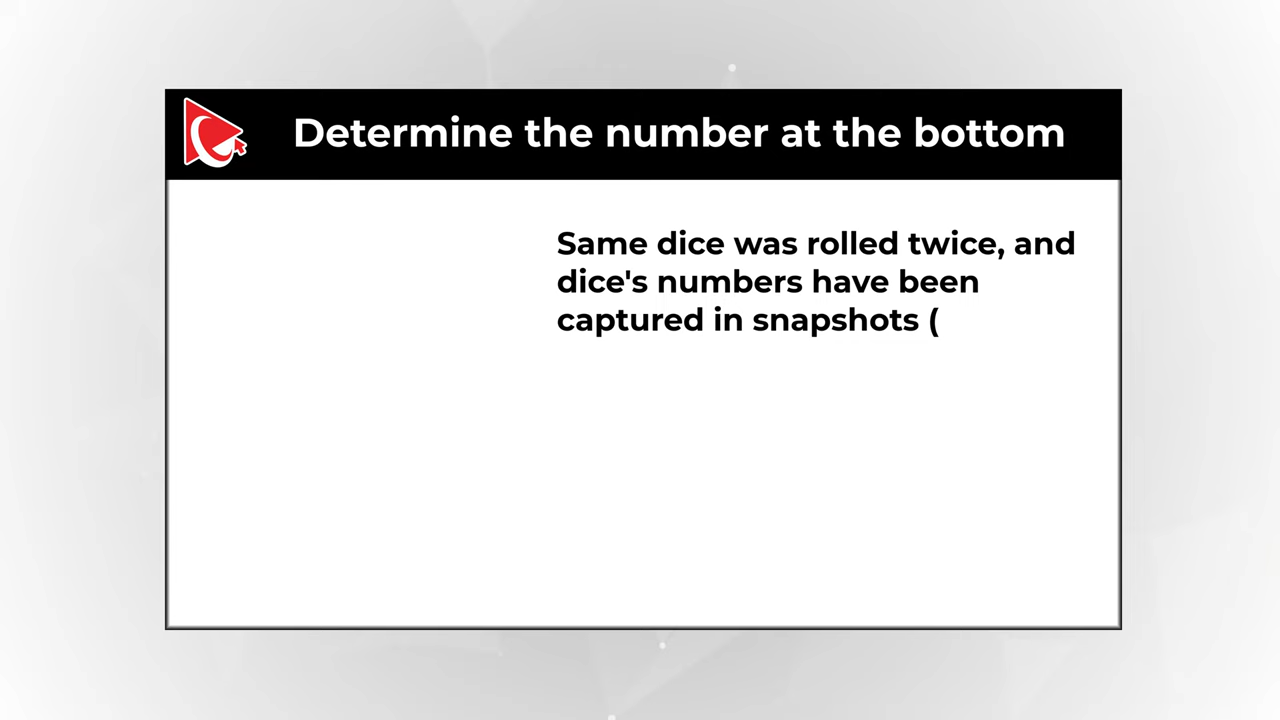 Determine the number at the bottom
Same dice was rolled twice, and
dice's numbers have been
captured in snapshots (